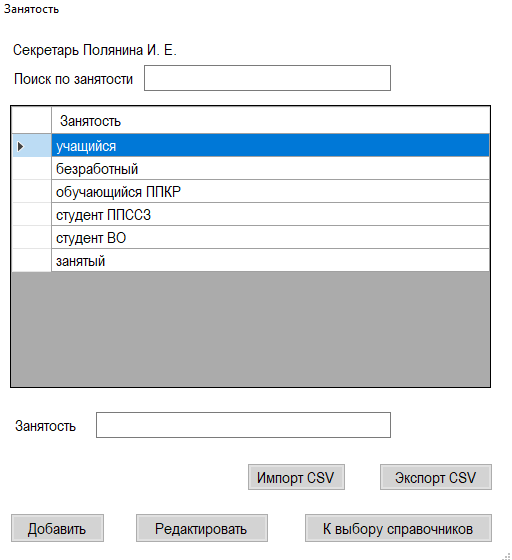 Занятость
Секретарь Полянина И. Е.
Поиск по занятости
Занятость
учащийся
безработный
обучающийся ППКР
студент ППССЗ
студент ВО
занятый
Занятость
Импорт CSV Экспорт CSV
Добавить Редактировать К выбору справочников